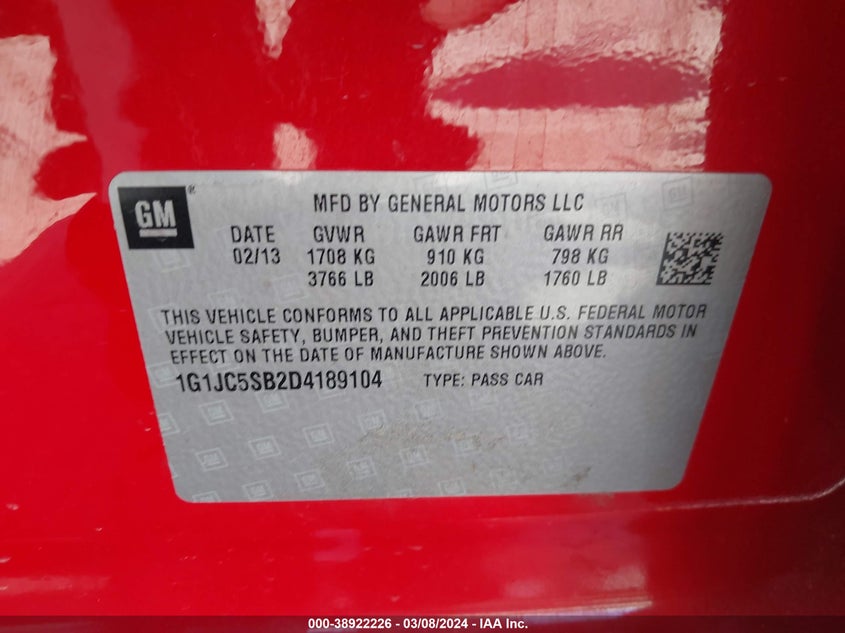 GM®
MFD BY GENERAL MOTORS LLC
DATE GVWR GAWR FRT GAWR RR
02/13 1708 KG 910 KG 798 KG
3766 LB 2006 LB 1760 LB
THIS VEHICLE CONFORMS TO ALL APPLICABLE U.S. FEDERAL MOTOR
VEHICLE SAFETY, BUMPER, AND THEFT PREVENTION STANDARDS IN
EFFECT ON THE DATE OF MANUFACTURE SHOWN ABOVE.
1G1JC5SB2D4189104 TYPE: PASS CAR
000-38922226 - 03/08/2024 - IAA Inc.